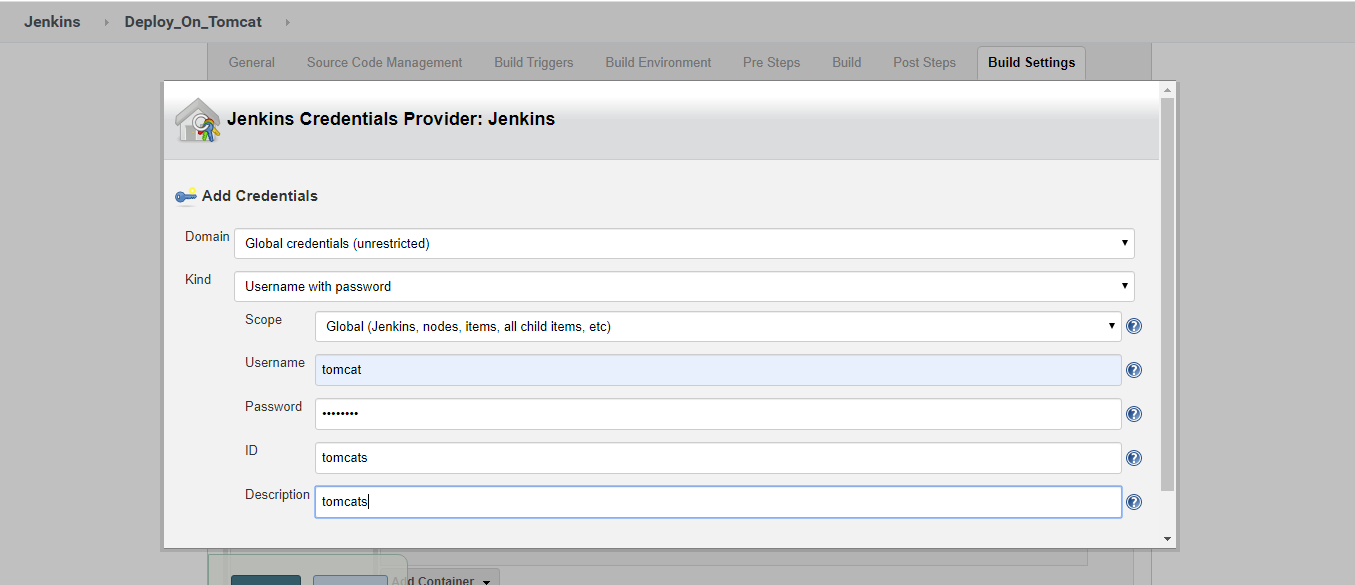 Jenkins Deploy_On_Tomcat
General Source Code Management Build Triggers Build Environment Pre Steps Build Post Steps Build Settings
Jenkins Credentials Provider: Jenkins
Add Credentials
Domain Global credentials (unrestricted)
Kind Username with password
Scope Global (Jenkins, nodes, items, all child items, etc)
Username tomcat
Password ••••••••
ID tomcats
Description tomcats
Add Container